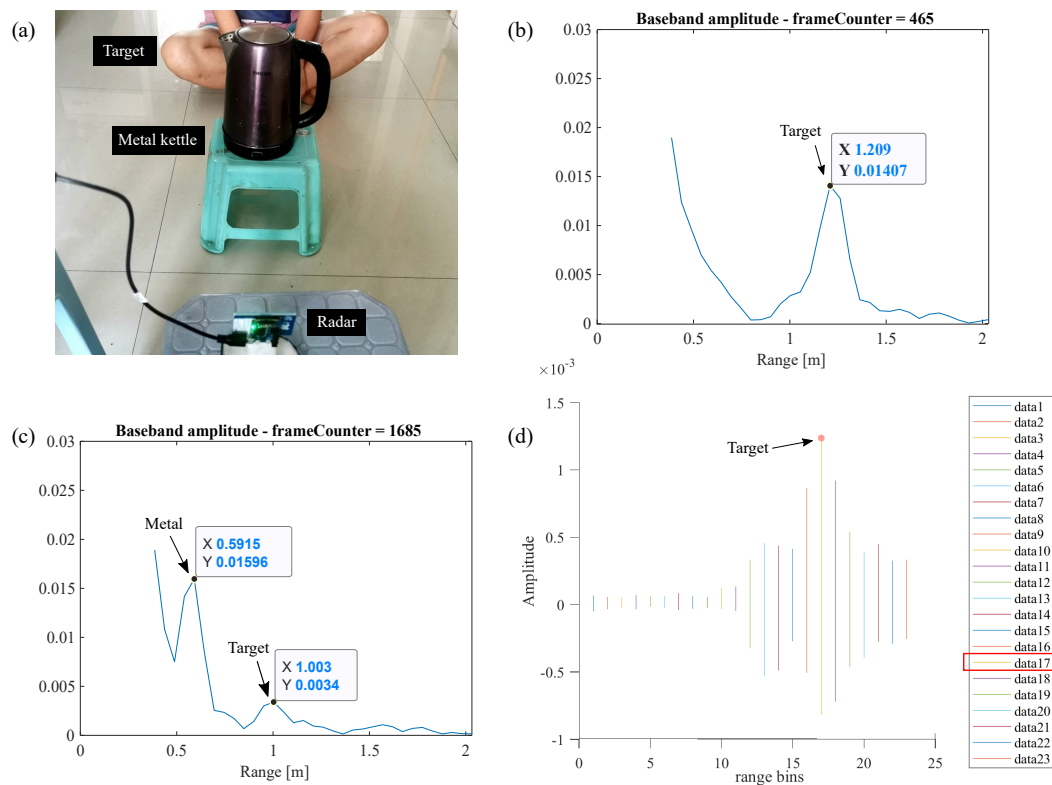 (a)
Target
Metal kettle
Radar
PHILIPS
(b)
Baseband amplitude - frameCounter = 465
0.03
0.025
0.02
0.015
0.01
0.005
0
Target
X 1.209
Y 0.01407
0
0.5
1
1.5
2
Range [m]
(c)
Baseband amplitude - frameCounter = 1685
0.03
0.025
0.02
0.015
0.01
0.005
0
Metal
X 0.5915
Y 0.01596
Target
X 1.003
Y 0.0034
0
0.5
1
1.5
2
Range [m]
(d)
×10⁻³
1.5
1
0.5
0
-0.5
-1
Amplitude
Target
0
5
10
15
20
25
range bins
data1
data2
data3
data4
data5
data6
data7
data8
data9
data10
data11
data12
data13
data14
data15
data16
data17
data18
data19
data20
data21
data22
data23